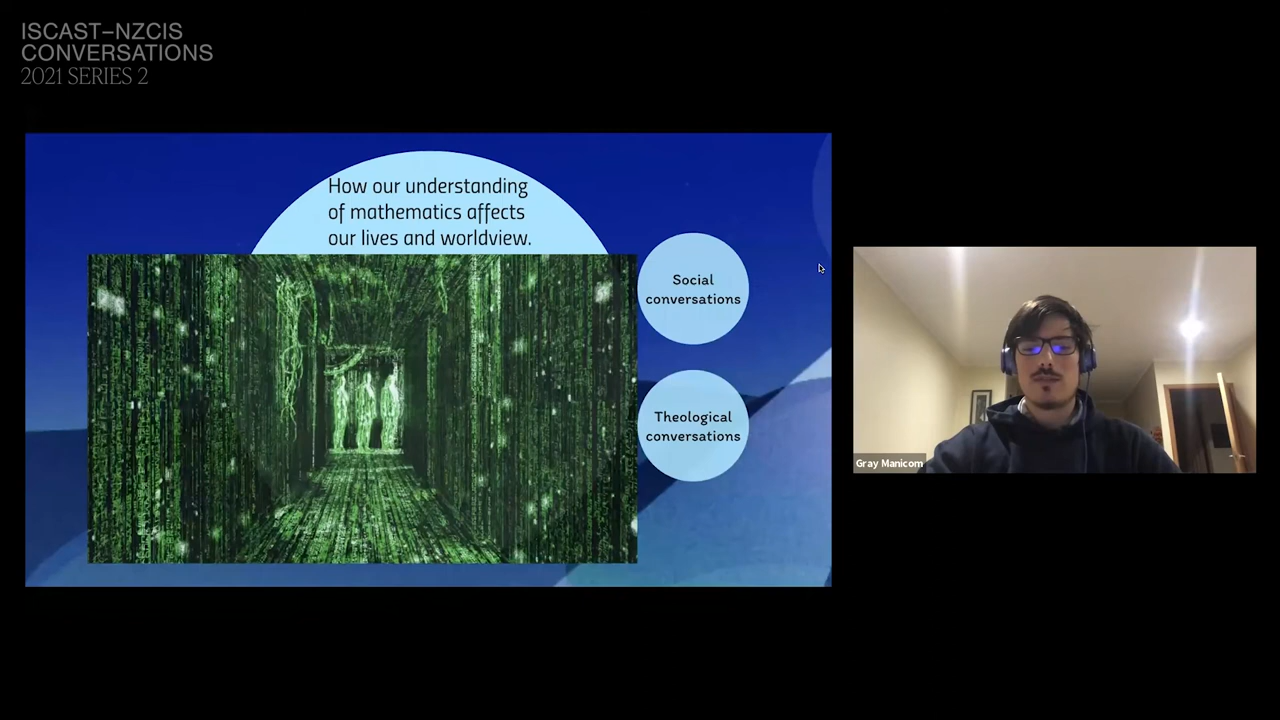 ISCAST–NZCIS
CONVERSATIONS
2021 SERIES 2
How our understanding
of mathematics affects
our lives and worldview.
Social
conversations
Theological
conversations
Gray Manicom